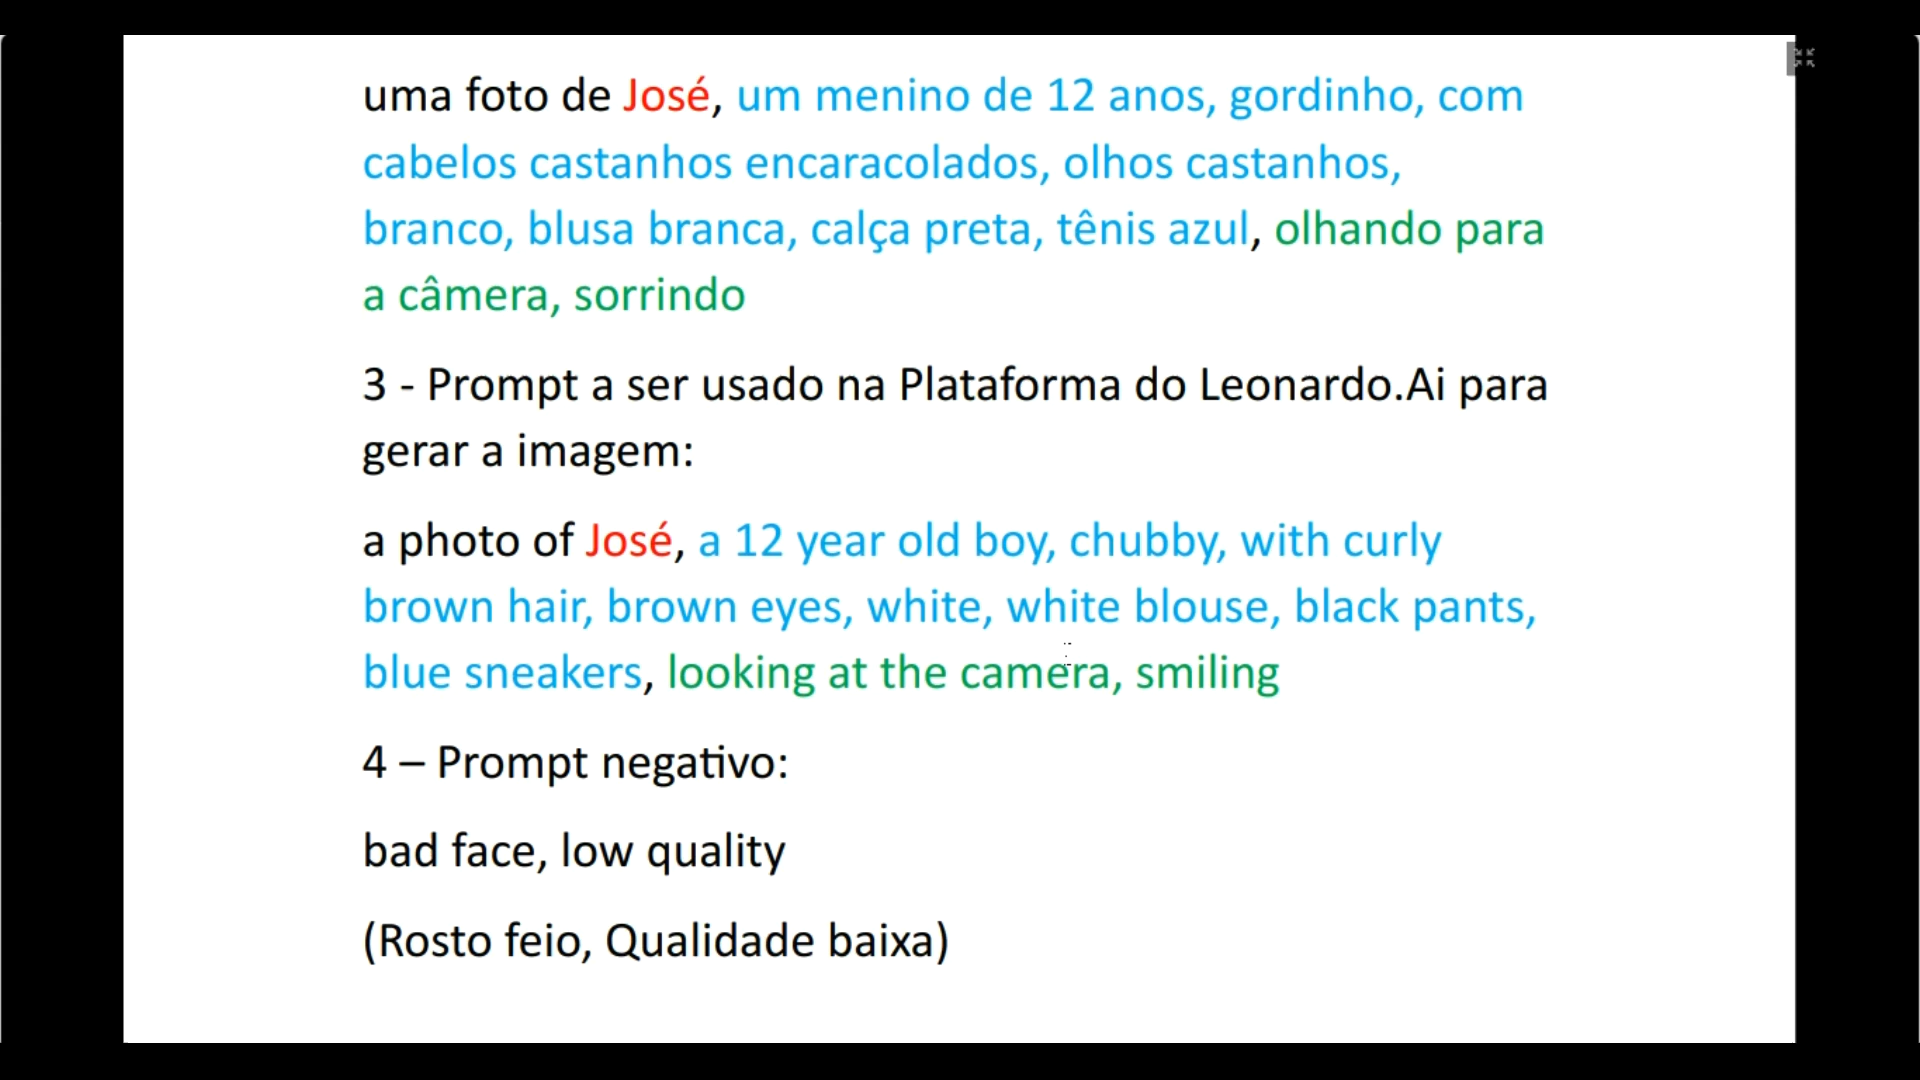 uma foto de José, um menino de 12 anos, gordinho, com
cabelos castanhos encaracolados, olhos castanhos,
branco, blusa branca, calça preta, tênis azul, olhando para
a câmera, sorrindo
3 - Prompt a ser usado na Plataforma do Leonardo.Ai para
gerar a imagem:
a photo of José, a 12 year old boy, chubby, with curly
brown hair, brown eyes, white, white blouse, black pants,
blue sneakers, looking at the camera, smiling
4 – Prompt negativo:
bad face, low quality
(Rosto feio, Qualidade baixa)